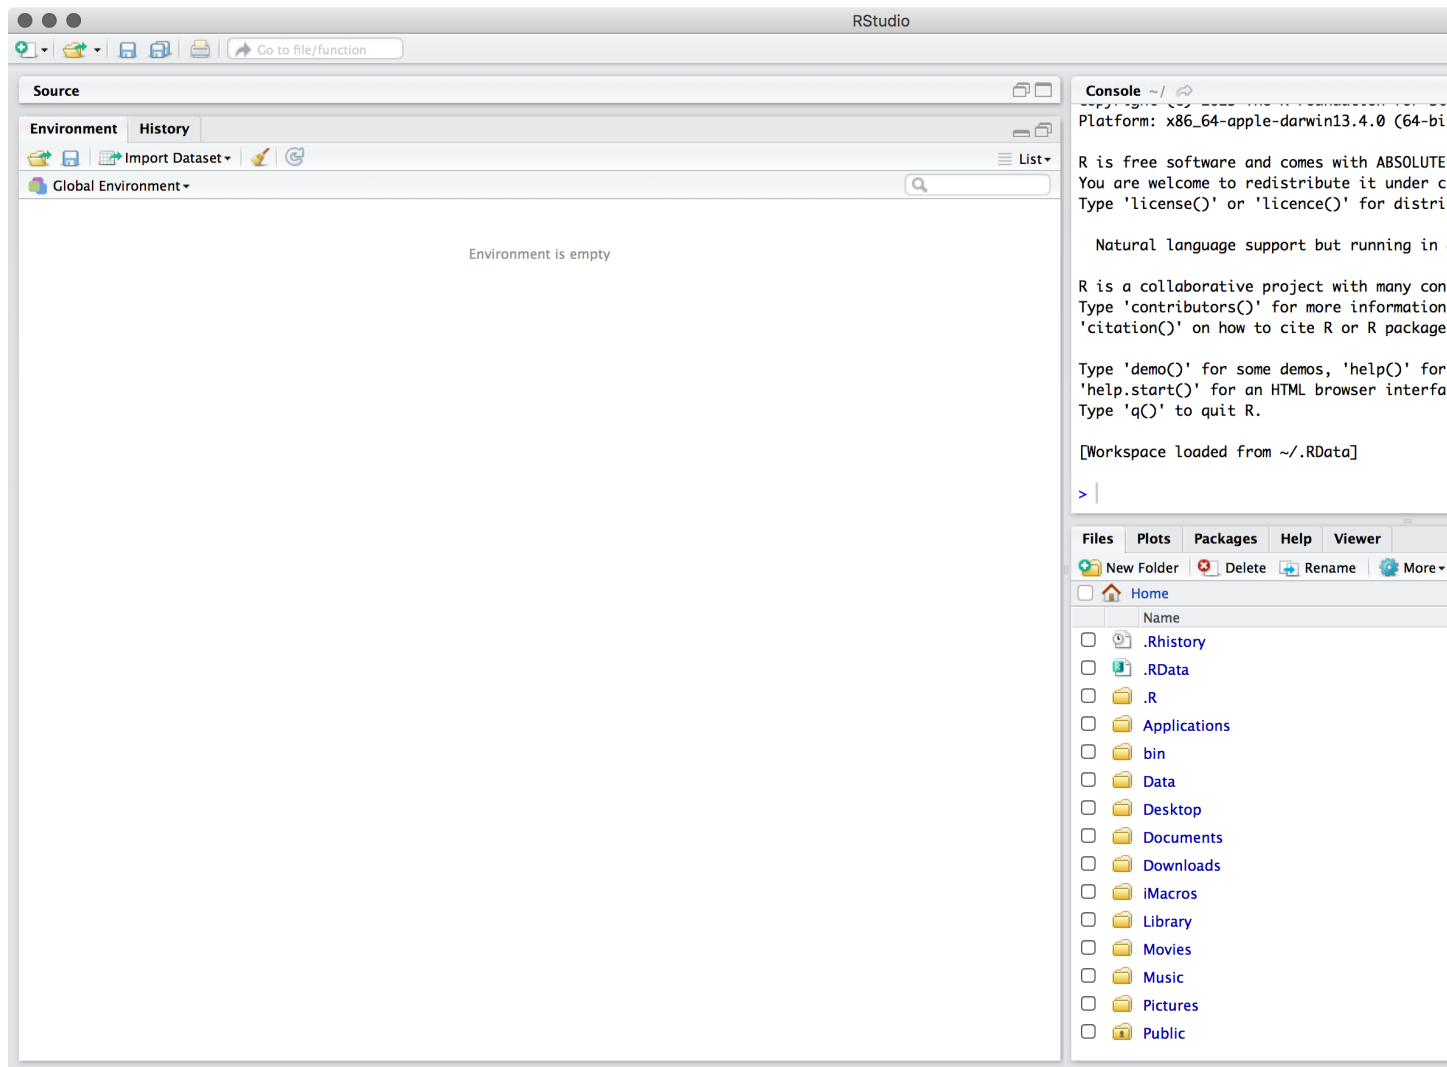 RStudio
Go to file/function
Source
Environment History
Import Dataset
List
Global Environment
Environment is empty
Console ~/
Platform: x86_64-apple-darwin13.4.0 (64-bi
R is free software and comes with ABSOLUTE
You are welcome to redistribute it under c
Type 'license()' or 'licence()' for distri
Natural language support but running in
R is a collaborative project with many con
Type 'contributors()' for more information
'citation()' on how to cite R or R package
Type 'demo()' for some demos, 'help()' for
'help.start()' for an HTML browser interfa
Type 'q()' to quit R.
[Workspace loaded from ~/.RData]
>
Files Plots Packages Help Viewer
New Folder Delete Rename More
Home
Name
.Rhistory
.RData
.R
Applications
bin
Data
Desktop
Documents
Downloads
iMacros
Library
Movies
Music
Pictures
Public